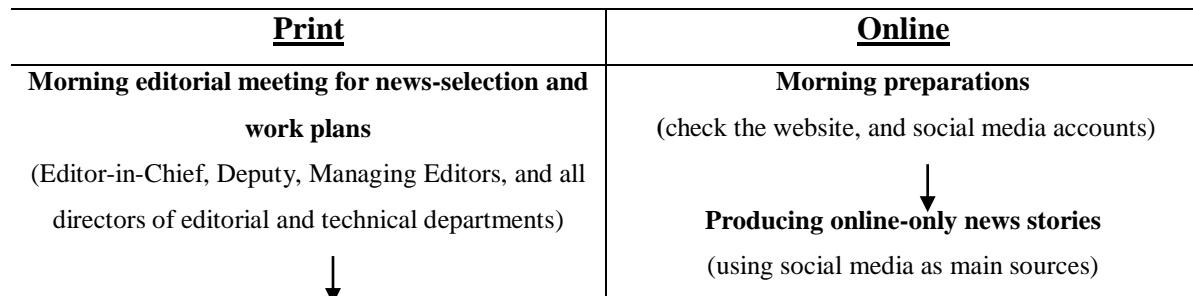 Print
Morning editorial meeting for news-selection and
work plans
(Editor-in-Chief, Deputy, Managing Editors, and all
directors of editorial and technical departments)
Online
Morning preparations
(check the website, and social media accounts)
Producing online-only news stories
(using social media as main sources)